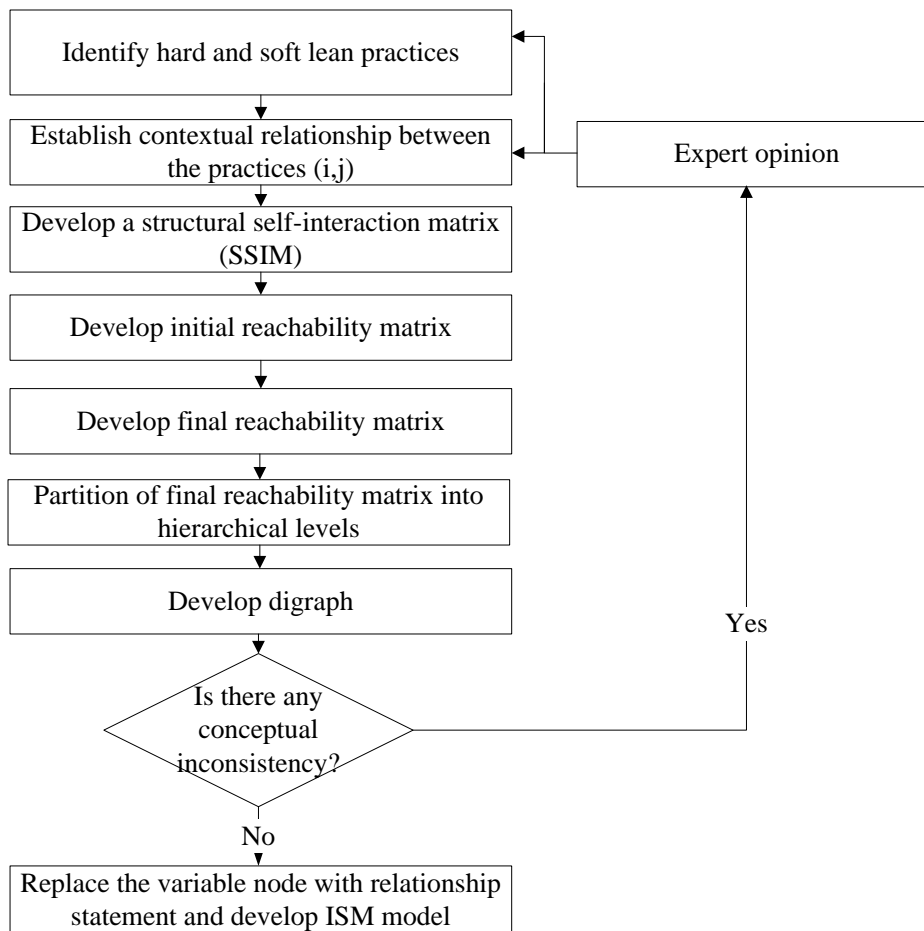 Identify hard and soft lean practices
Establish contextual relationship between
the practices (i,j)
Expert opinion
Develop a structural self-interaction matrix
(SSIM)
Develop initial reachability matrix
Develop final reachability matrix
Partition of final reachability matrix into
hierarchical levels
Develop digraph
Yes
Is there any
conceptual
inconsistency?
No
Replace the variable node with relationship
statement and develop ISM model